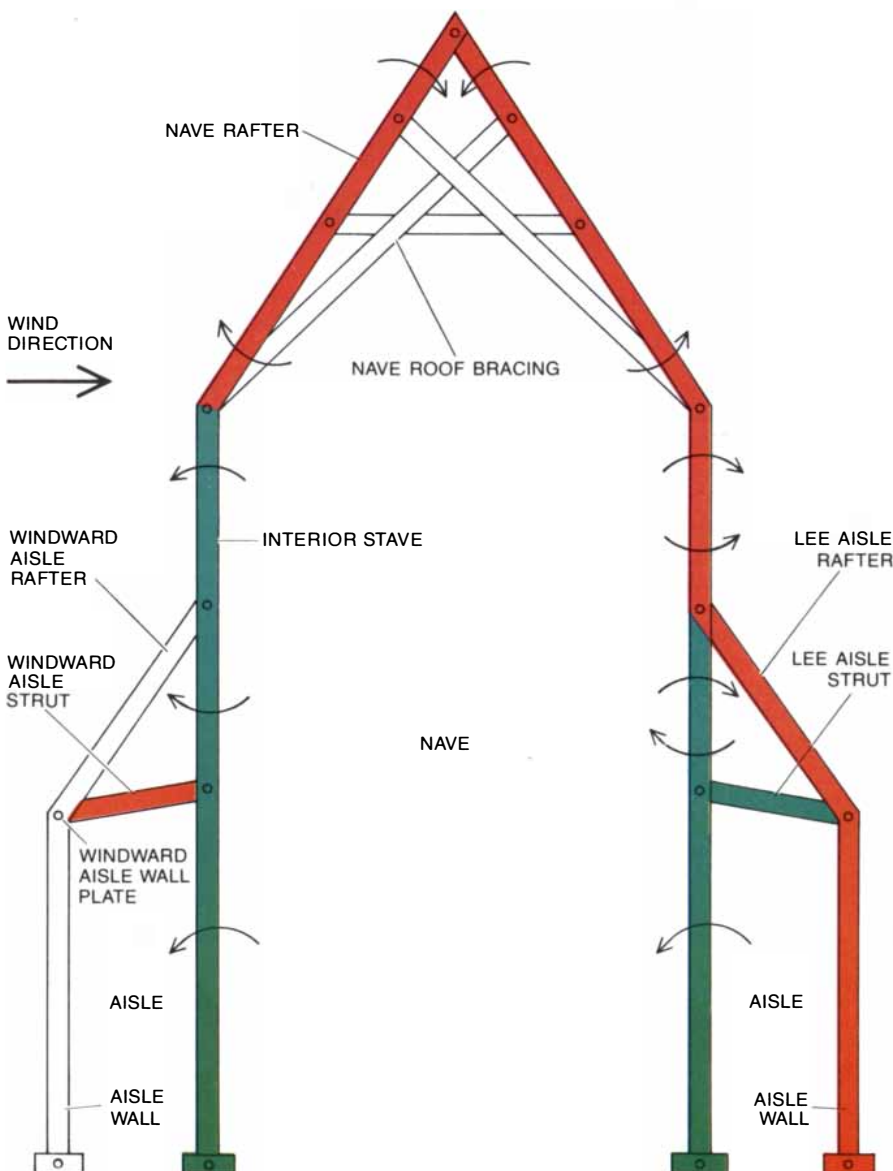 NAVE RAFTER
WIND
DIRECTION
NAVE ROOF BRACING
WINDWARD
AISLE
RAFTER
INTERIOR STAVE
LEE AISLE
RAFTER
WINDWARD
AISLE
STRUT
LEE AISLE
STRUT
NAVE
WINDWARD
AISLE WALL
PLATE
AISLE
AISLE
AISLE
WALL
AISLE
WALL